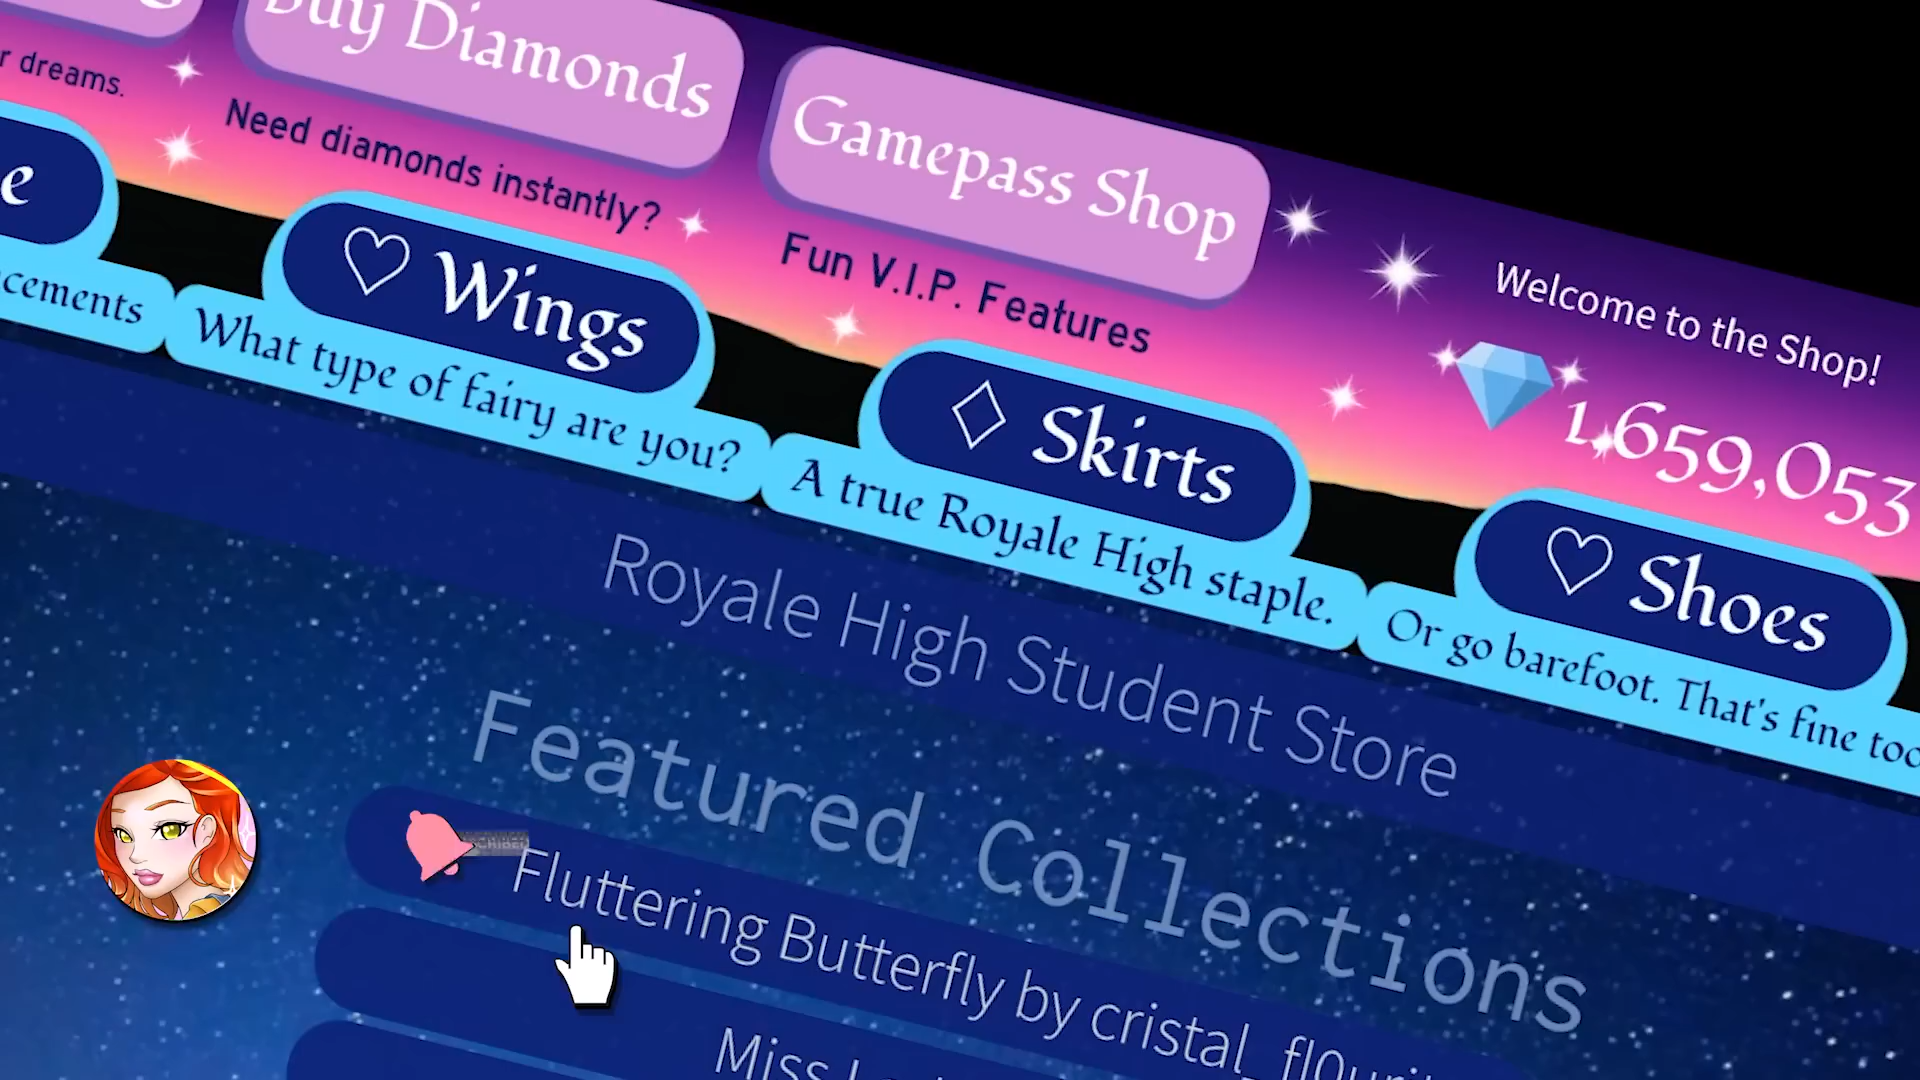 Buy Diamonds
Gamepass Shop
r dreams.
Need diamonds instantly?
Fun V.I.P. Features
Welcome to the Shop!
1,659,053
e
♡ Wings
♢ Skirts
♡ Shoes
cements
What type of fairy are you?
A true Royale High staple.
Or go barefoot. That's fine too
Royale High Student Store
Featured Collections
Fluttering Butterfly by cristal_fl0uri
Miss